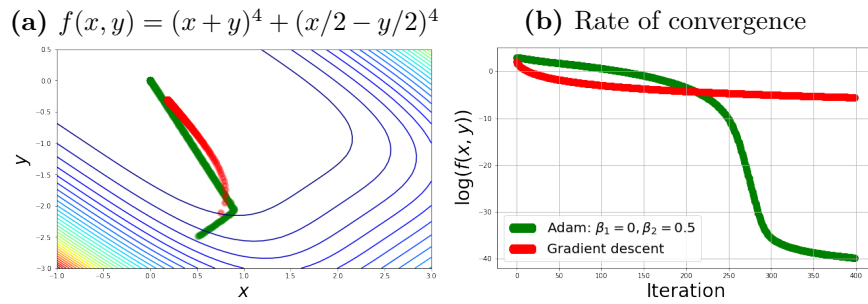 (a) f(x, y) = (x + y)⁴ + (x/2 − y/2)⁴
0.5
0.0
−0.5
−1.0
−1.5
−2.0
−2.5
−3.0
y
−1.0 −0.5 0.0 0.5 1.0 1.5 2.0 2.5 3.0
x
(b) Rate of convergence
0
−10
−20
−30
−40
log(f(x, y))
Adam: β₁ = 0, β₂ = 0.5
Gradient descent
0 50 100 150 200 250 300 350 400
Iteration